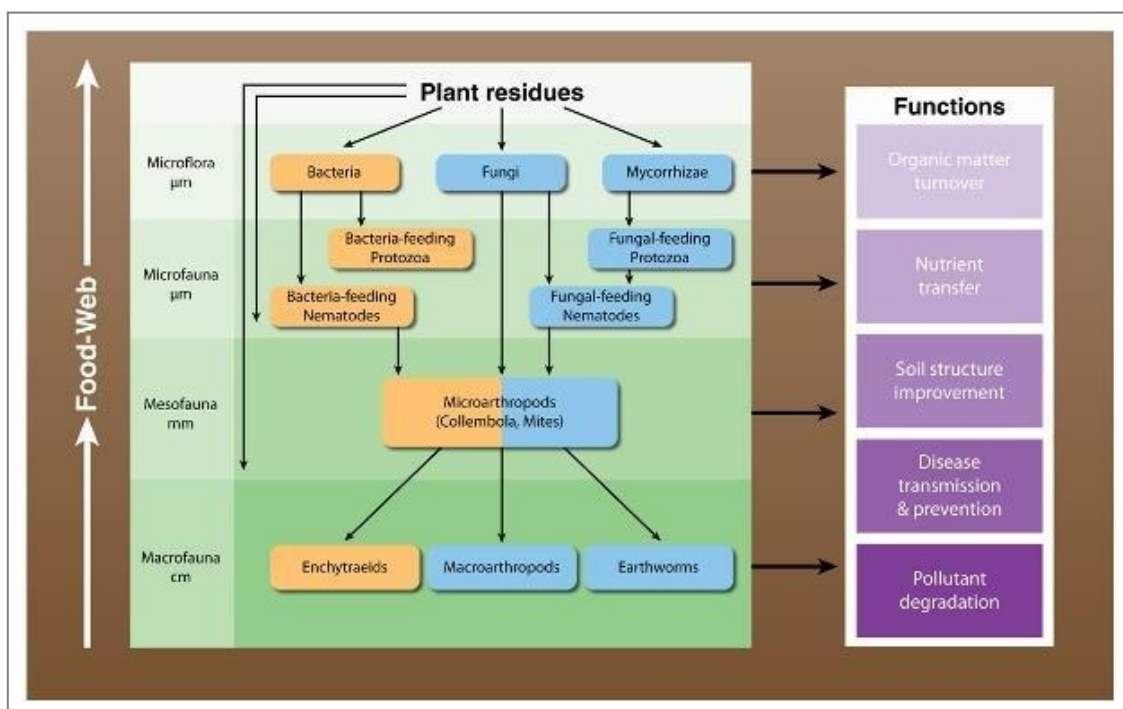 Plant residues
Functions
Microflora
μm
Bacteria
Fungi
Mycorrhizae
Organic matter
turnover
Microfauna
μm
Bacteria-feeding
Protozoa
Fungal-feeding
Protozoa
Bacteria-feeding
Nematodes
Fungal-feeding
Nematodes
Nutrient
transfer
Food-Web
Mesofauna
mm
Microarthropods
(Collembola, Mites)
Soil structure
improvement
Disease
transmission
& prevention
Macrofauna
cm
Enchytraeids
Macroarthropods
Earthworms
Pollutant
degradation